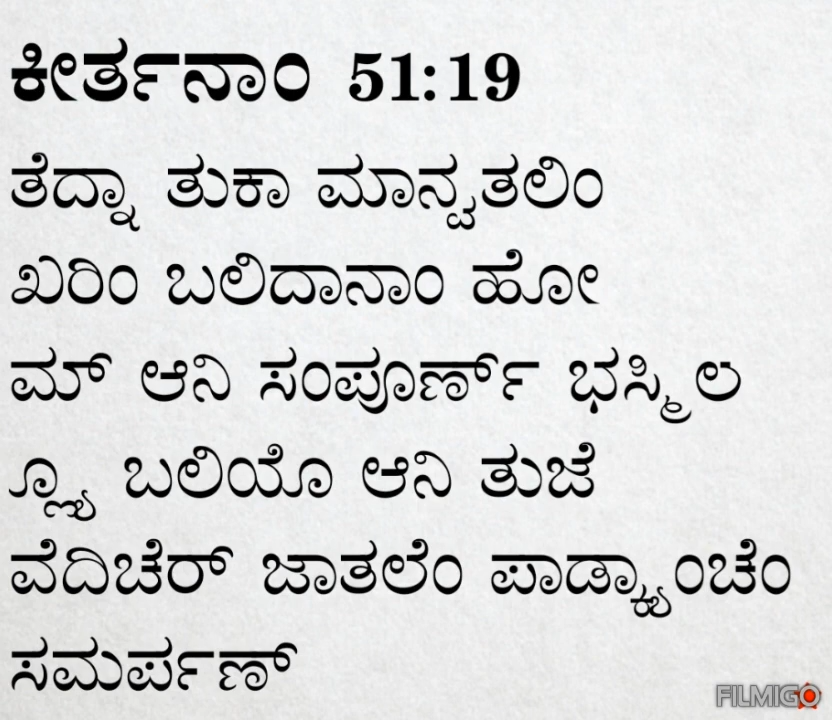 ಕೀರ್ತನಾಂ 51:19
ತೆದ್ನಾ ತುಕಾ ಮಾನ್ವತಲಿಂ
ಖರಿಂ ಬಲಿದಾನಾಂ ಹೋ
ಮ್ ಆನಿ ಸಂಪೂರ್ಣ್ ಭಸ್ಮಿಲ
ಲ್ಲ್ಯೂ ಬಲಿಯೊ ಆನಿ ತುಜೆ
ವೆದಿಚೆರ್ ಜಾತಲೆಂ ಪಾಡ್ಕ್ಯಾಂಚೆಂ
ಸಮರ್ಪಣ್
FILMIGO